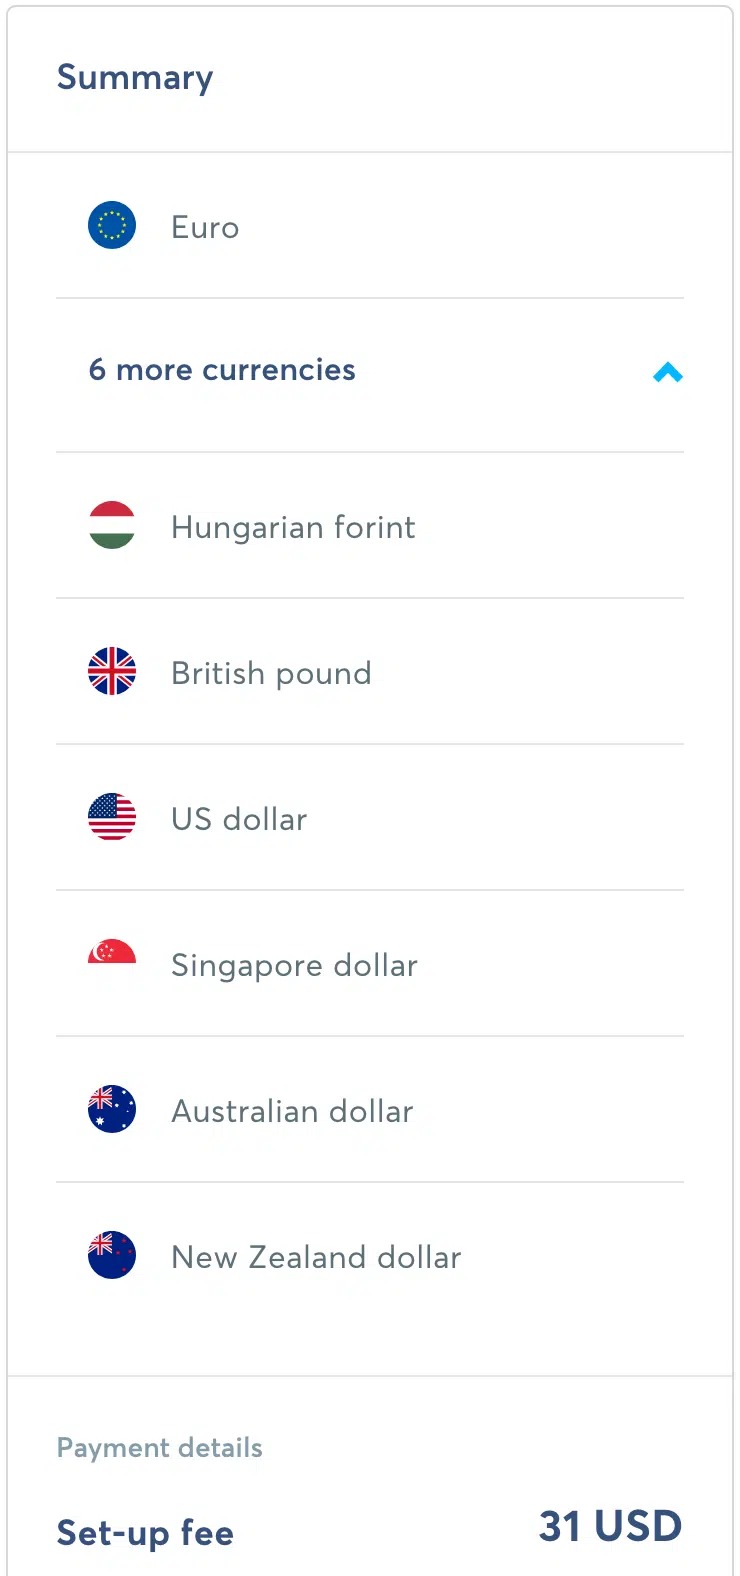 Summary
Euro
6 more currencies
Hungarian forint
British pound
US dollar
Singapore dollar
Australian dollar
New Zealand dollar
Payment details
Set-up fee 31 USD